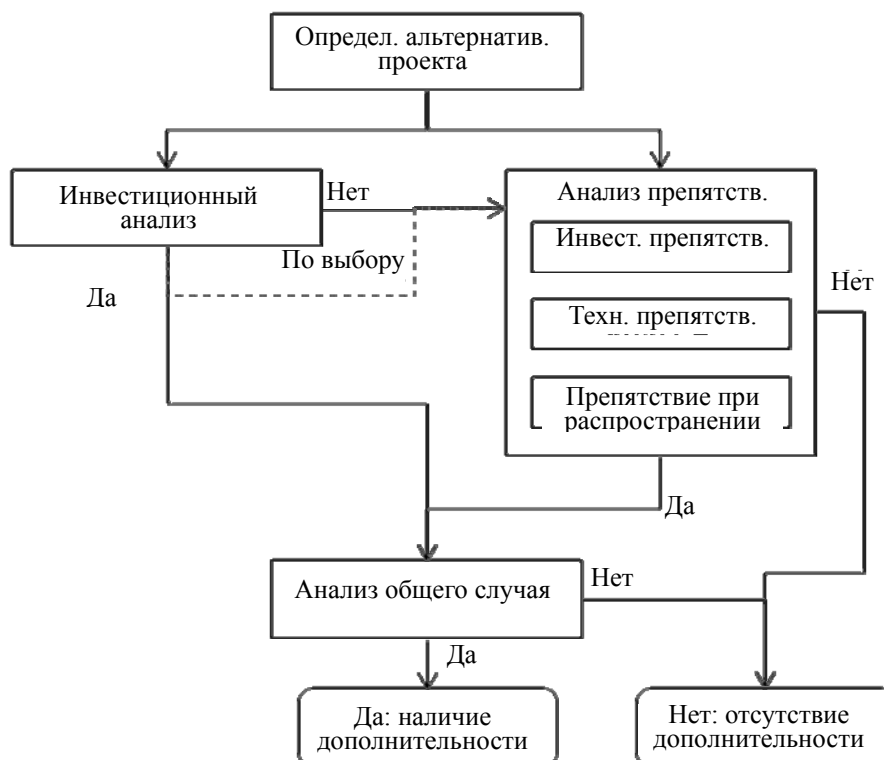 Определ. альтернатив.
проекта
Инвестиционный
анализ
Нет
По выбору
Да
Анализ препятств.
Инвест. препятств.
Техн. препятств.
Препятствие при
распространении
Нет
Да
Анализ общего случая
Нет
Да
Да: наличие
дополнительности
Нет: отсутствие
дополнительности